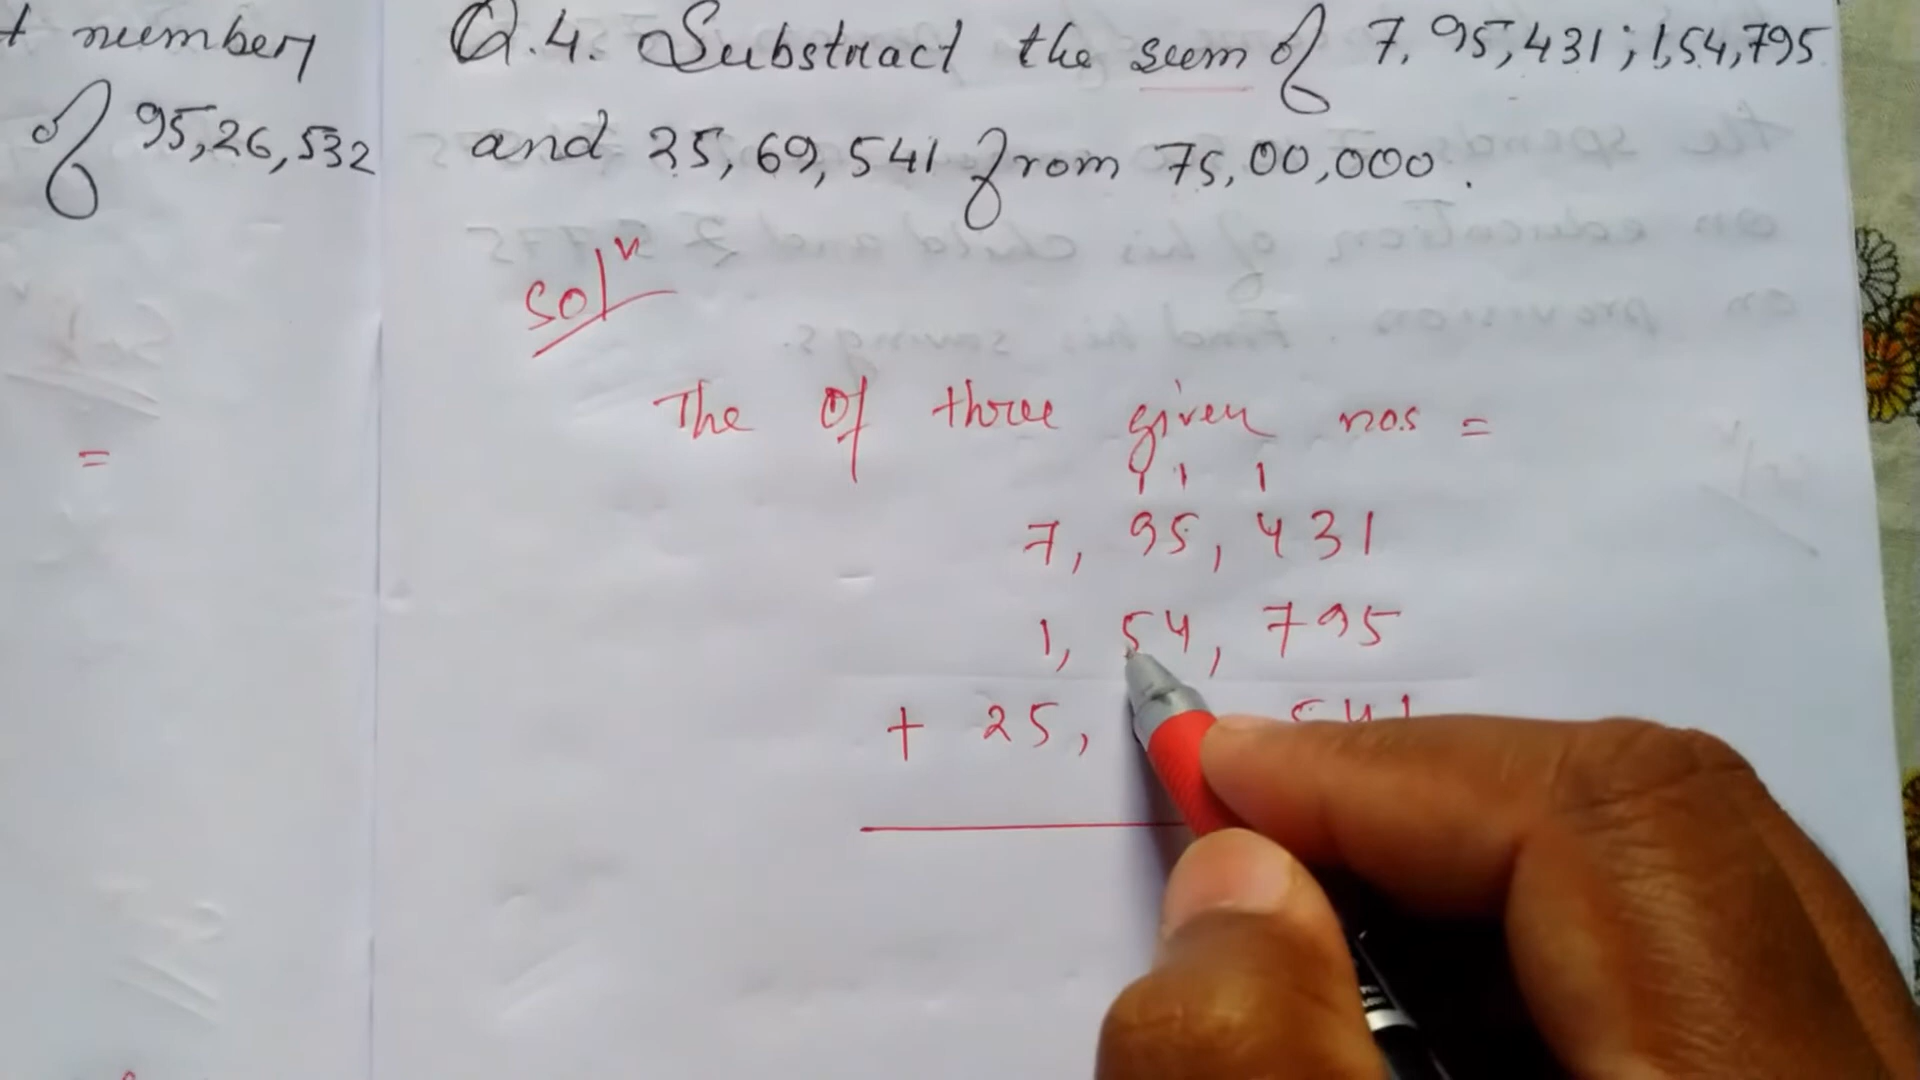 t number
of 95,26,532
=
Q.4. Substract the sum of 7,95,431; 1,54,795
and 25,69,541 from 75,00,000.
Solⁿ
The of three given nos =
1 1 1
7, 95, 431
1, 54, 795
+ 25, 541